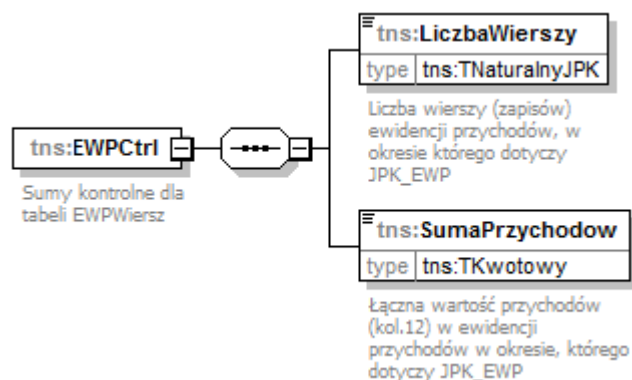 tns:EWPCtrl
Sumy kontrolne dla
tabeli EWPWiersz
tns:LiczbaWierszy
type tns:TNaturalnyJPK
Liczba wierszy (zapisów)
ewidencji przychodów, w
okresie którego dotyczy
JPK_EWP
tns:SumaPrzychodow
type tns:TKwotowy
Łączna wartość przychodów
(kol.12) w ewidencji
przychodów w okresie, którego
dotyczy JPK_EWP